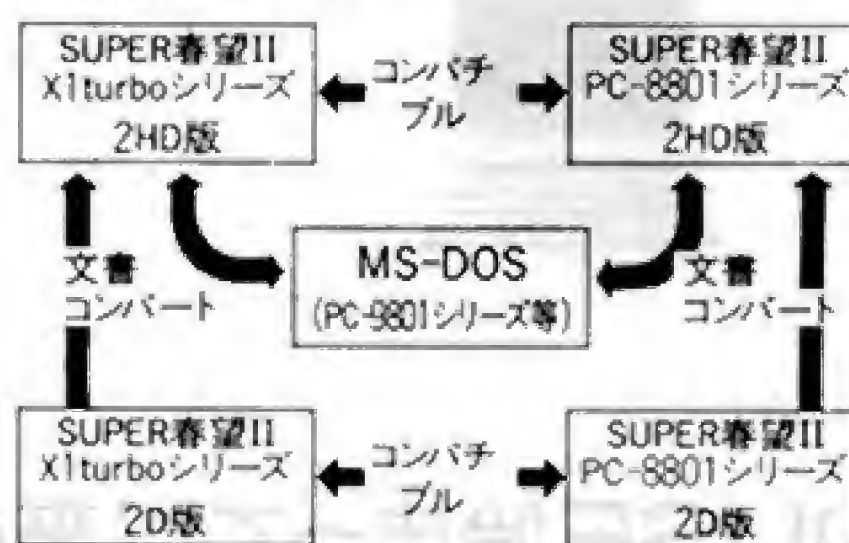 SUPER春望II
X1turboシリーズ
2HD版
コンパチ
ブル
SUPER春望II
PC-8801シリーズ
2HD版
文書
コンバート
MS-DOS
(PC-9801シリーズ等)
文書
コンバート
SUPER春望II
X1turboシリーズ
2D版
コンパチ
ブル
SUPER春望II
PC-8801シリーズ
2D版